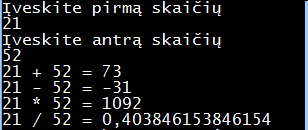 Įveskite pirmą skaičių
21
Įveskite antrą skaičių
52
21 + 52 = 73
21 - 52 = -31
21 * 52 = 1092
21 / 52 = 0,403846153846154